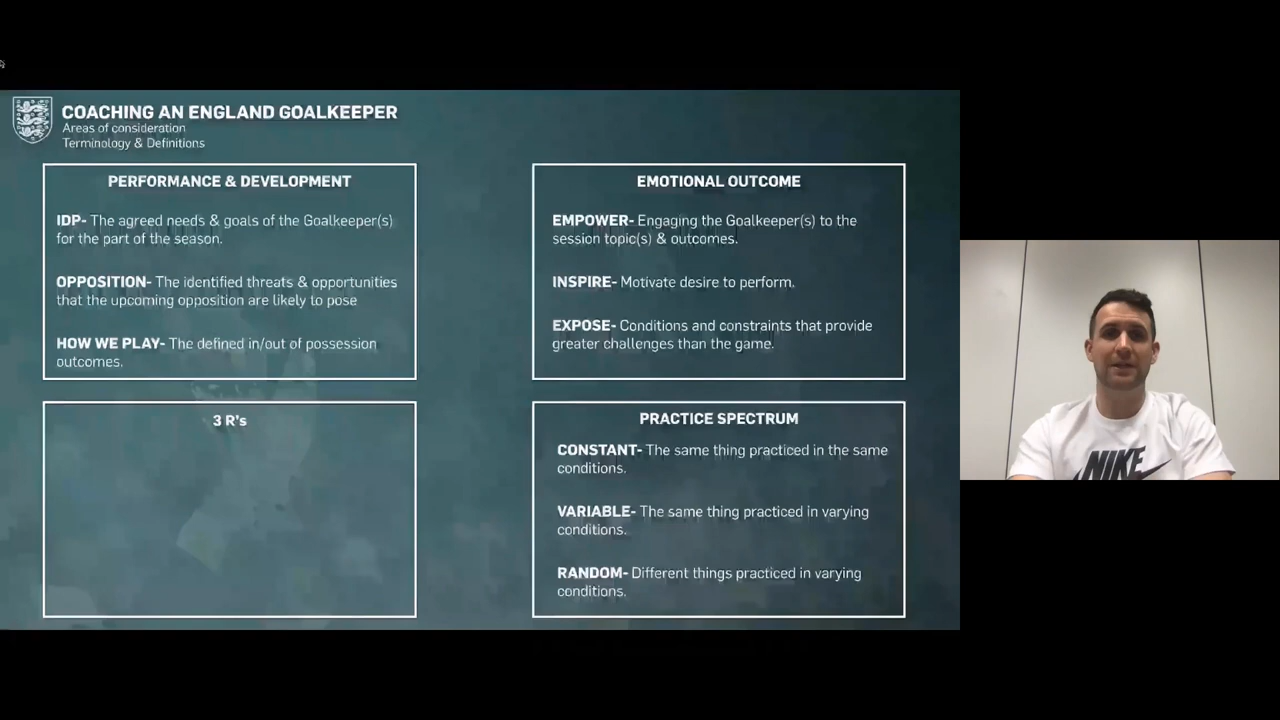 COACHING AN ENGLAND GOALKEEPER
Areas of consideration
Terminology & Definitions
PERFORMANCE & DEVELOPMENT
IDP- The agreed needs & goals of the Goalkeeper(s)
for the part of the season.
OPPOSITION- The identified threats & opportunities
that the upcoming opposition are likely to pose
HOW WE PLAY- The defined in/out of possession
outcomes.
EMOTIONAL OUTCOME
EMPOWER- Engaging the Goalkeeper(s) to the
session topic(s) & outcomes.
INSPIRE- Motivate desire to perform.
EXPOSE- Conditions and constraints that provide
greater challenges than the game.
3 R's
PRACTICE SPECTRUM
CONSTANT- The same thing practiced in the same
conditions.
VARIABLE- The same thing practiced in varying
conditions.
RANDOM- Different things practiced in varying
conditions.
NIKE